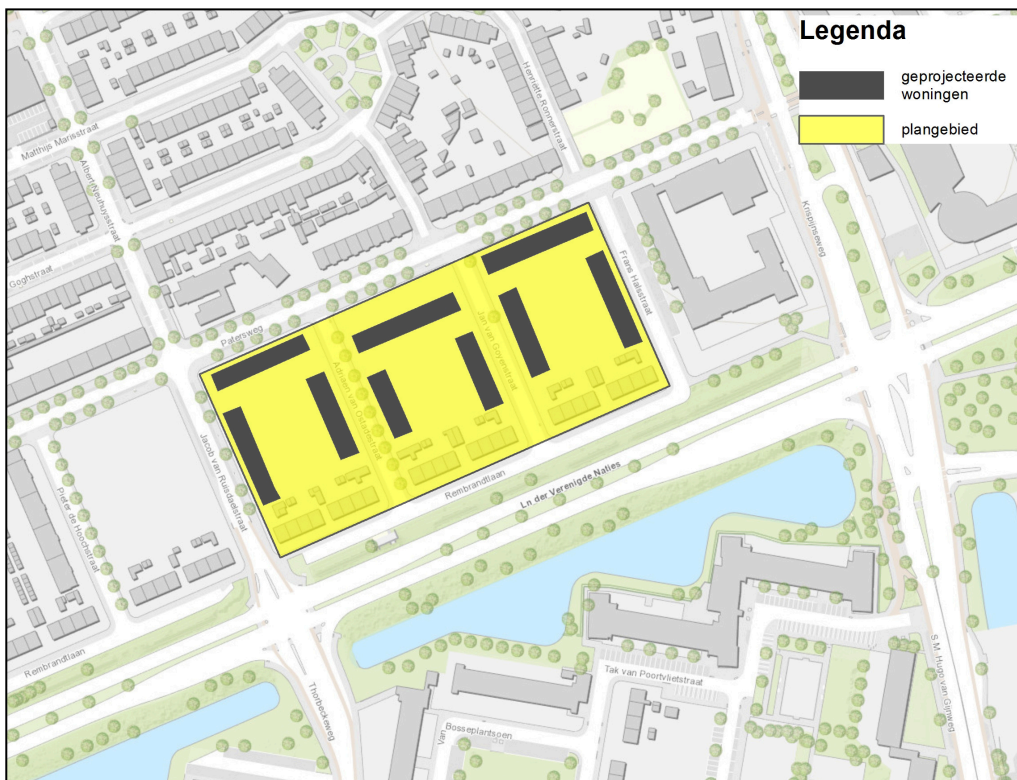 Legenda
geprojecteerde
woningen
plangebied
Henriette Ronnerstraat
Matthijs Marisstraat
Albert Neuhuysstraat
Goghstraat
Krispijnseweg
Frans Halsstraat
Patersweg
Jan van Goyenstraat
Adriaen van Ostadestraat
Jacob van Ruisdaelstraat
Rembrandtlaan
Ln der Verenigde Naties
Pieter de Hoochstraat
Rembrandtlaan
Thorbeckeweg
Tak van Poortvlietstraat
Van
Bosseplantsoen
S.M. Hugo van Gijnweg